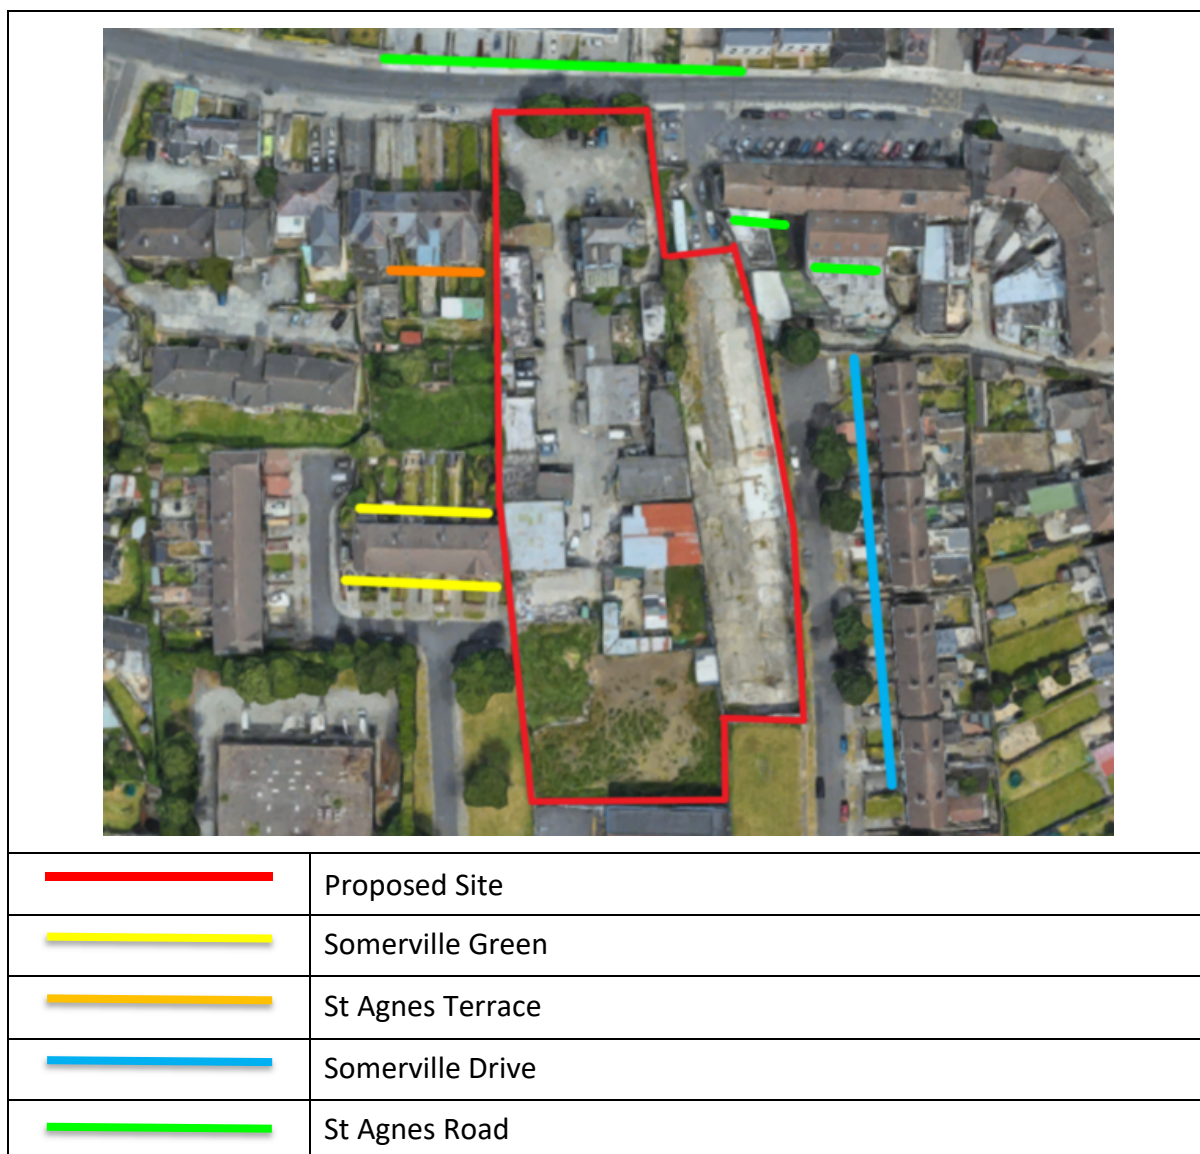 Proposed Site
Somerville Green
St Agnes Terrace
Somerville Drive
St Agnes Road